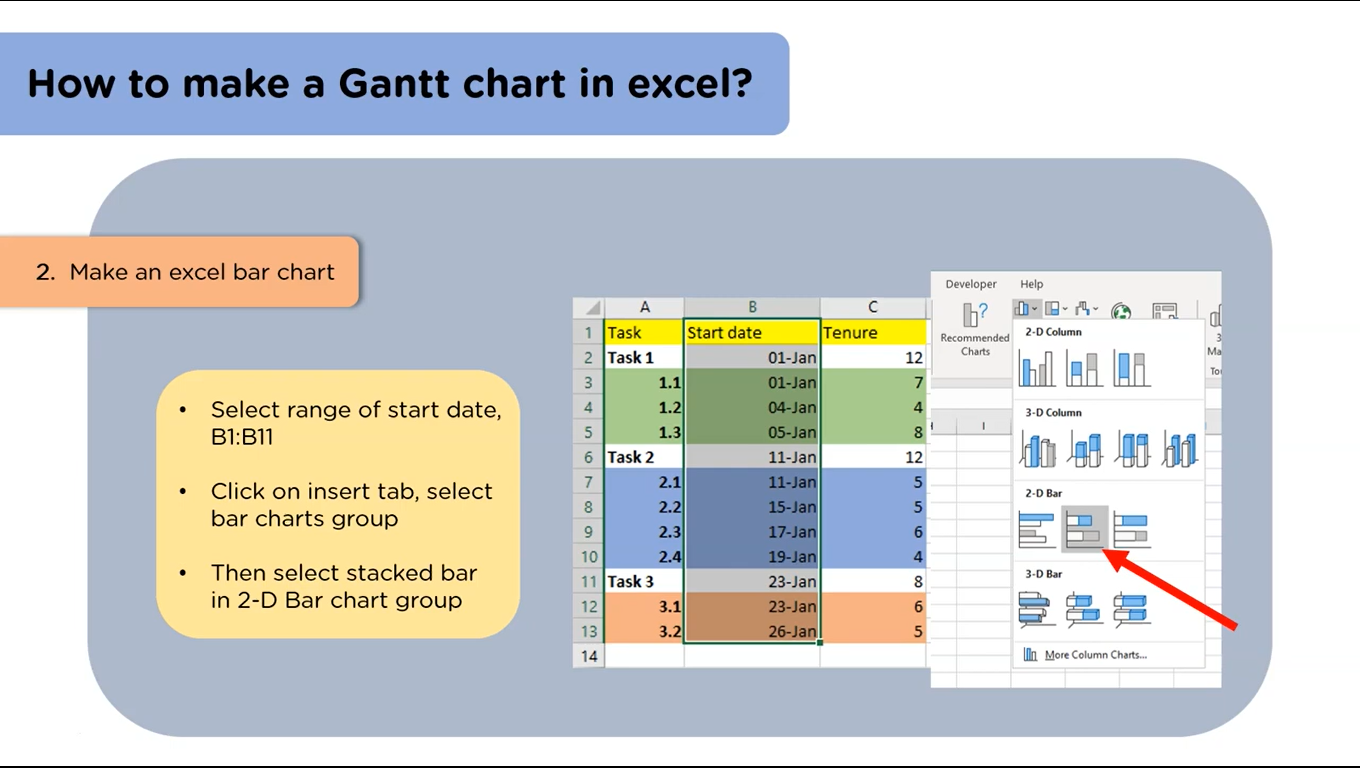 How to make a Gantt chart in excel?
2. Make an excel bar chart
• Select range of start date,
B1:B11
• Click on insert tab, select
bar charts group
• Then select stacked bar
in 2-D Bar chart group
A B C
1 Task Start date Tenure
2 Task 1 01-Jan 12
3 1.1 01-Jan 7
4 1.2 04-Jan 4
5 1.3 05-Jan 8
6 Task 2 11-Jan 12
7 2.1 11-Jan 5
8 2.2 15-Jan 5
9 2.3 17-Jan 6
10 2.4 19-Jan 4
11 Task 3 23-Jan 8
12 3.1 23-Jan 6
13 3.2 26-Jan 5
14
Developer Help
Recommended
Charts
2-D Column
3
Ma
To
3-D Column
I
2-D Bar
3-D Bar
More Column Charts...